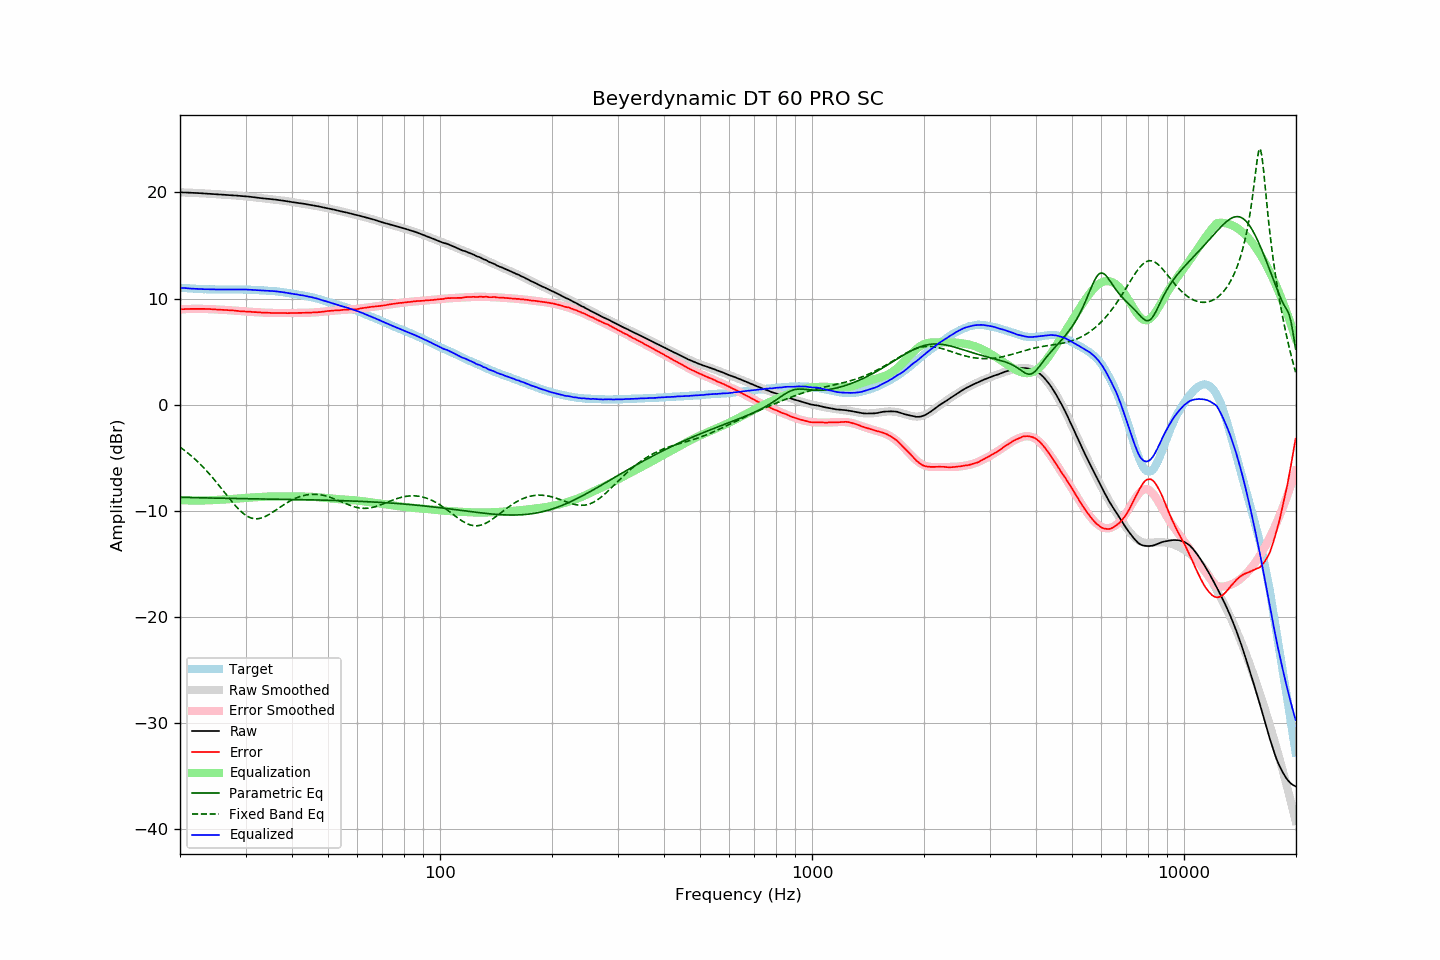 Beyerdynamic DT 60 PRO SC
Amplitude (dBr)
20
10
0
−10
−20
−30
−40
Target
Raw Smoothed
Error Smoothed
Raw
Error
Equalization
Parametric Eq
Fixed Band Eq
Equalized
100
1000
10000
Frequency (Hz)